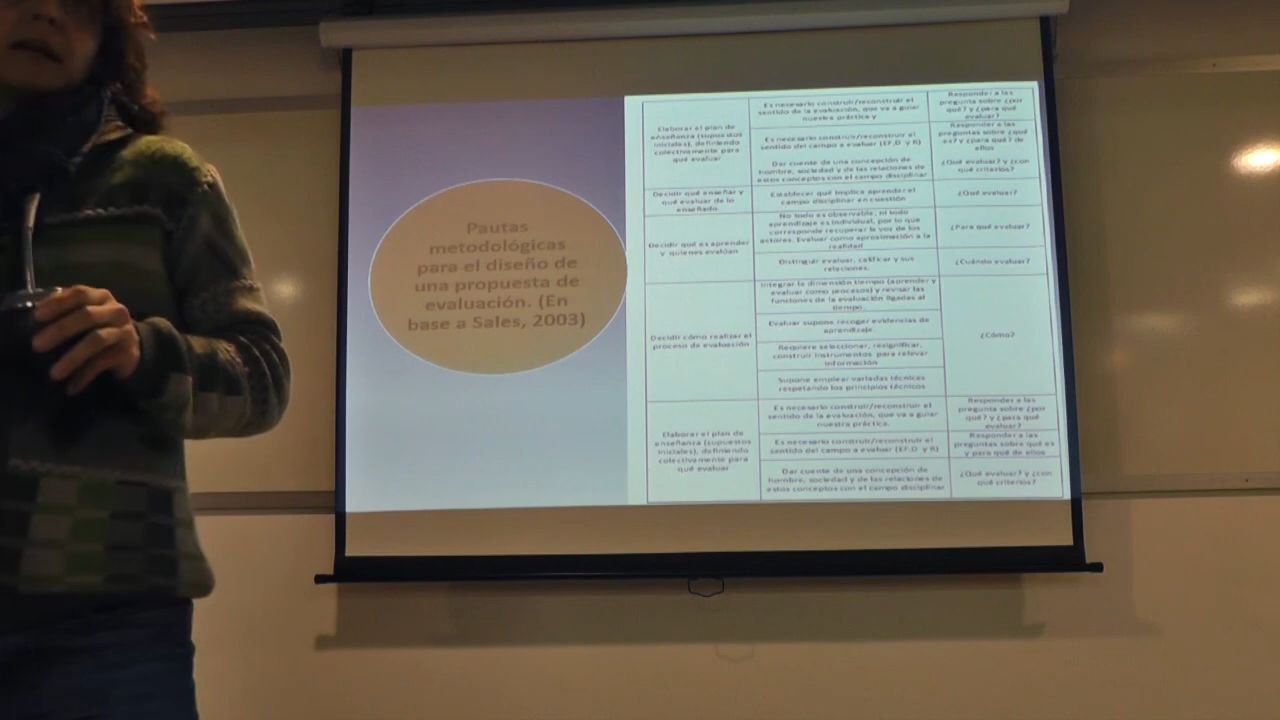 Pautas
metodológicas
para el diseño de
una propuesta de
evaluación. (En
base a Sales, 2003)
Elaborar el plan de
enseñanza (supuestos
iniciales), definiendo
colectivamente para
qué evaluar
Es necesario construir/reconstruir el
sentido de la evaluación, que va a guiar
nuestra práctica y
Responder a las
pregunta sobre ¿por
qué? y ¿para qué
evaluar?
Es necesario construir/reconstruir el
sentido del campo a evaluar (EF,D y R)
Dar cuente de una concepción de
hombre, sociedad y de las relaciones de
estos conceptos con el campo disciplinar
Responder a las
preguntas sobre ¿qué
es? y ¿para qué? de
ellos
¿Qué evaluar? y ¿con
qué criterios?
Decidir qué enseñar y
qué evaluar de lo
enseñado.
Establecer qué implica aprender el
campo disciplinar en cuestión
¿Qué evaluar?
Decidir qué es aprender
y quienes evalúan
No todo es observable, ni todo
aprendizaje es individual, por lo que
corresponde recuperar la voz de los
actores. Evaluar como aproximación a la
realidad
¿Para qué evaluar?
Distinguir evaluar, calificar y sus
relaciones.
¿Cuándo evaluar?
Decidir cómo realizar el
proceso de evaluación
Integrar la dimensión tiempo (aprender y
evaluar como procesos) y revisar las
funciones de la evaluación ligadas al
tiempo
¿Cómo?
Evaluar supone recoger evidencias de
aprendizaje.
Requiere seleccionar, resignificar,
construir instrumentos para relevar
información
Supone emplear variadas técnicas
respetando los principios técnicos
Elaborar el plan de
enseñanza (supuestos
iniciales), definiendo
colectivamente para
qué evaluar
Es necesario construir/reconstruir el
sentido de la evaluación, que va a guiar
nuestra práctica.
Responder a las
pregunta sobre ¿por
qué? y ¿para qué
evaluar?
Es necesario construir/reconstruir el
sentido del campo a evaluar (EF,D y R)
Responder a las
preguntas sobre qué es
y para qué de ellos
Dar cuente de una concepción de
hombre, sociedad y de las relaciones de
estos conceptos con el campo disciplinar
¿Qué evaluar? y ¿con
qué criterios?